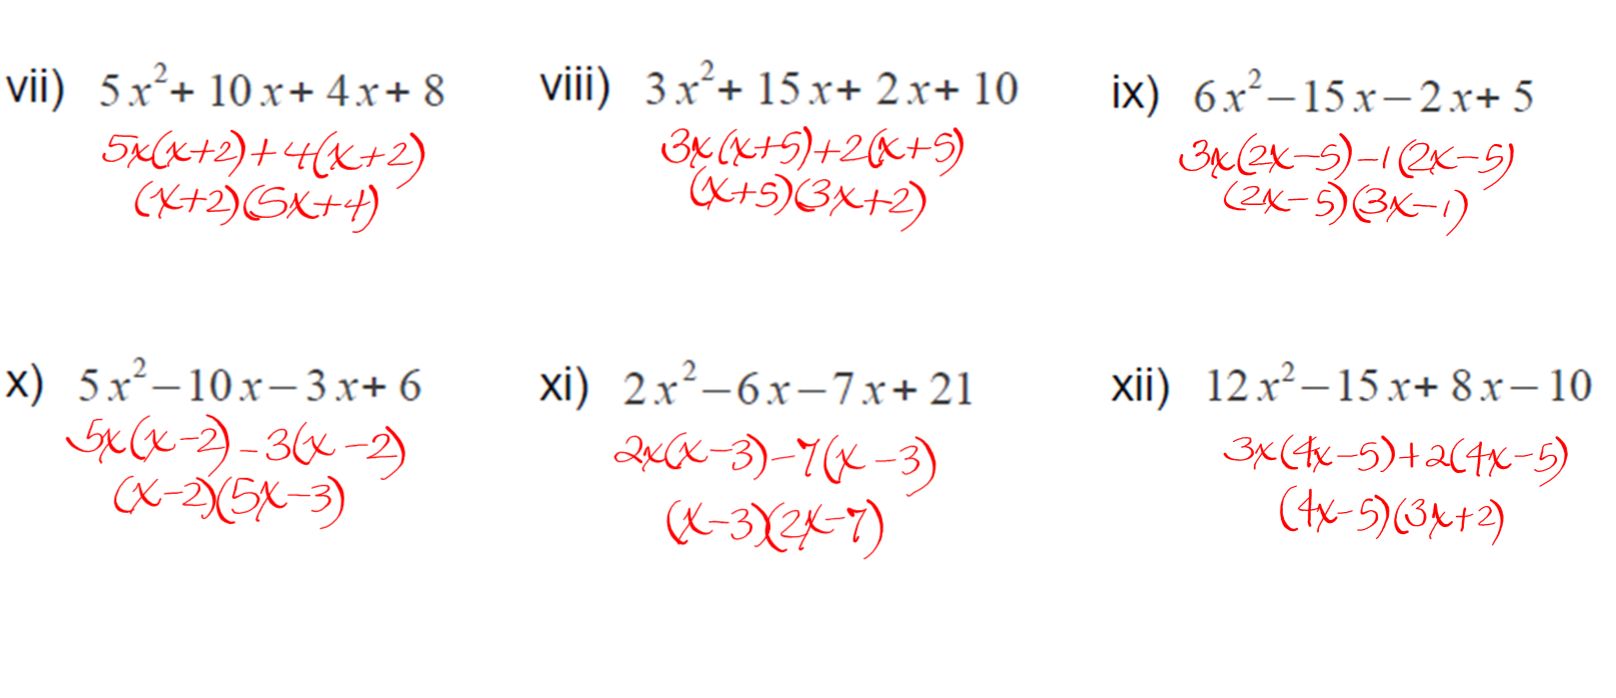 vii) 5x²+ 10x+ 4x+ 8
5x(x+2)+4(x+2)
(x+2)(5x+4)
viii) 3x²+ 15x+ 2x+ 10
3x(x+5)+2(x+5)
(x+5)(3x+2)
ix) 6x²−15x−2x+ 5
3x(2x−5)−1(2x−5)
(2x−5)(3x−1)
x) 5x²−10x−3x+ 6
5x(x−2)−3(x−2)
(x−2)(5x−3)
xi) 2x²−6x−7x+ 21
2x(x−3)−7(x−3)
(x−3)(2x−7)
xii) 12x²−15x+ 8x−10
3x(4x−5)+2(4x−5)
(4x−5)(3x+2)